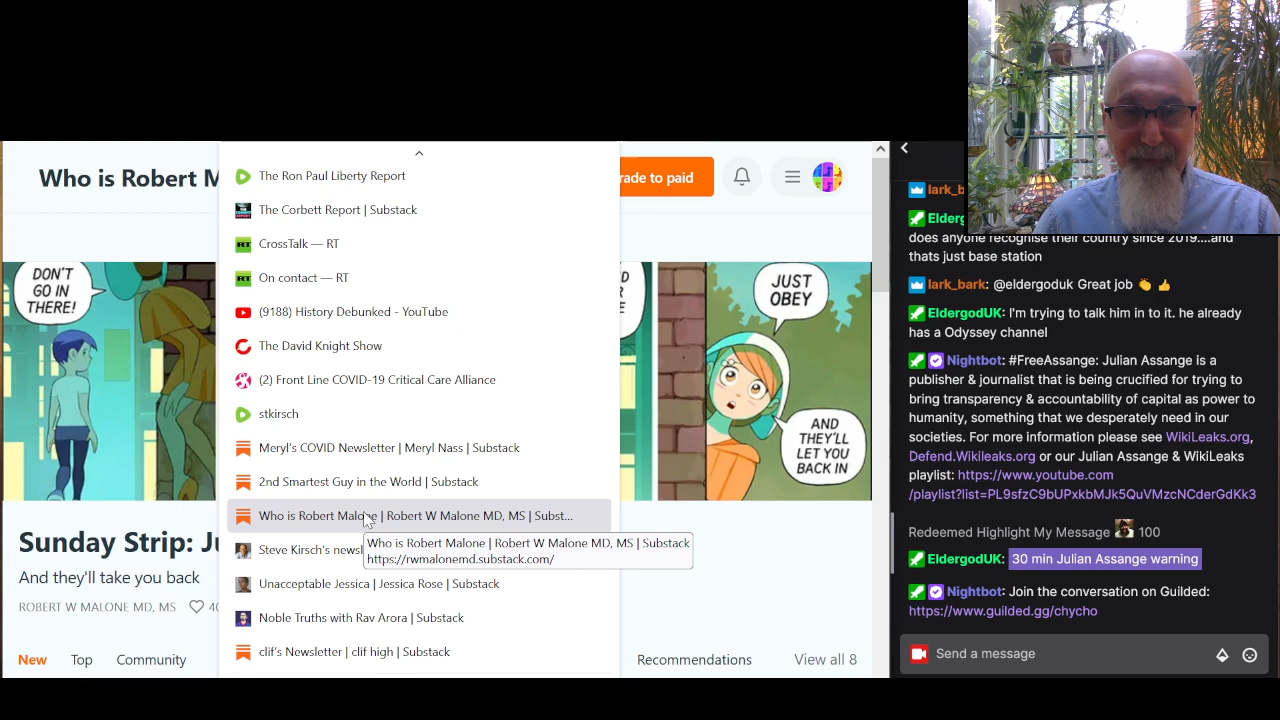 Who is Robert M
rade to paid
DON'T
GO IN
THERE!
JUST
OBEY
AND
THEY'LL
LET YOU
BACK IN
Sunday Strip: Ju
And they'll take you back
ROBERT W MALONE MD, MS
40
New Top Community
Recommendations View all 8
The Ron Paul Liberty Report
The Corbett Report | Substack
RT CrossTalk — RT
RT On contact — RT
(9188) History Debunked - YouTube
The David Knight Show
(2) Front Line COVID-19 Critical Care Alliance
stkirsch
Meryl's COVID Newsletter | Meryl Nass | Substack
2nd Smartest Guy in the World | Substack
Who is Robert Malone | Robert W Malone MD, MS | Subst...
Steve Kirsch's newsl
Who is Robert Malone | Robert W Malone MD, MS | Substack
https://rwmalonemd.substack.com/
Unacceptable Jessica | Jessica Rose | Substack
Noble Truths with Rav Arora | Substack
clif's Newsletter | clif high | Substack
lark_ba
Elderg
does anyone recognise their country since 2019....and
thats just base station
lark_bark: @eldergoduk Great job 👏 👍
EldergodUK: I'm trying to talk him in to it. he already
has a Odyssey channel
Nightbot: #FreeAssange: Julian Assange is a
publisher & journalist that is being crucified for trying to
bring transparency & accountability of capital as power to
humanity, something that we desperately need in our
societies. For more information please see WikiLeaks.org,
Defend.Wikileaks.org or our Julian Assange & WikiLeaks
playlist: https://www.youtube.com
/playlist?list=PL9sfzC9bUPxkbMJk5QuVMzcNCderGdKk3
Redeemed Highlight My Message 100
EldergodUK: 30 min Julian Assange warning
Nightbot: Join the conversation on Guilded:
https://www.guilded.gg/chycho
Send a message